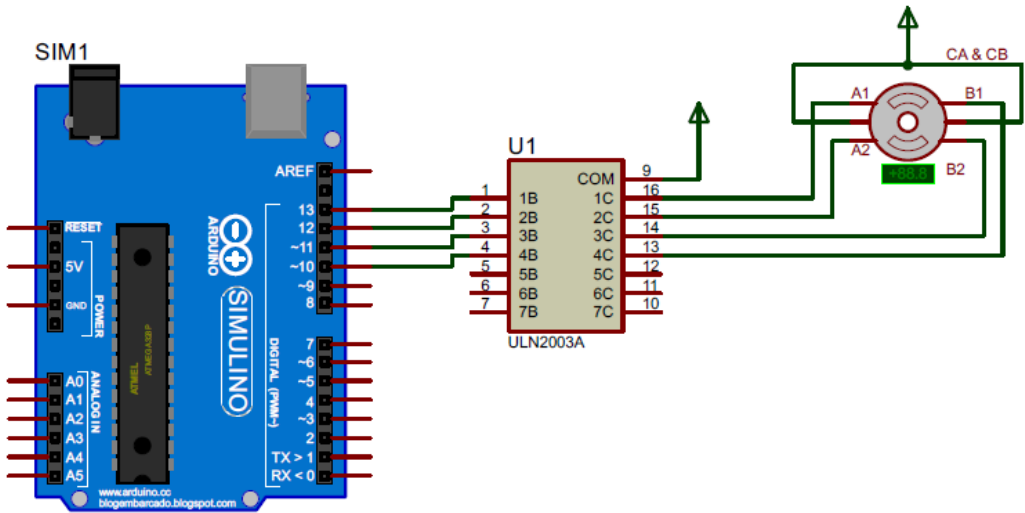 SIM1
AREF
13
12
~11
~10
~9
8
7
~6
~5
4
~3
2
TX > 1
RX < 0
RESET
5V
GND
POWER
A0
A1
A2
A3
A4
A5
ANALOG IN
ATMEL
ATMEGA328P
ARDUINO
SIMULINO
DIGITAL (PWM~)
www.arduino.cc
blogembarcado.blogspot.com
U1
1
2
3
4
5
6
7
1B
2B
3B
4B
5B
6B
7B
COM
1C
2C
3C
4C
5C
6C
7C
9
16
15
14
13
12
11
10
ULN2003A
CA & CB
A1
B1
A2
B2
+88.8